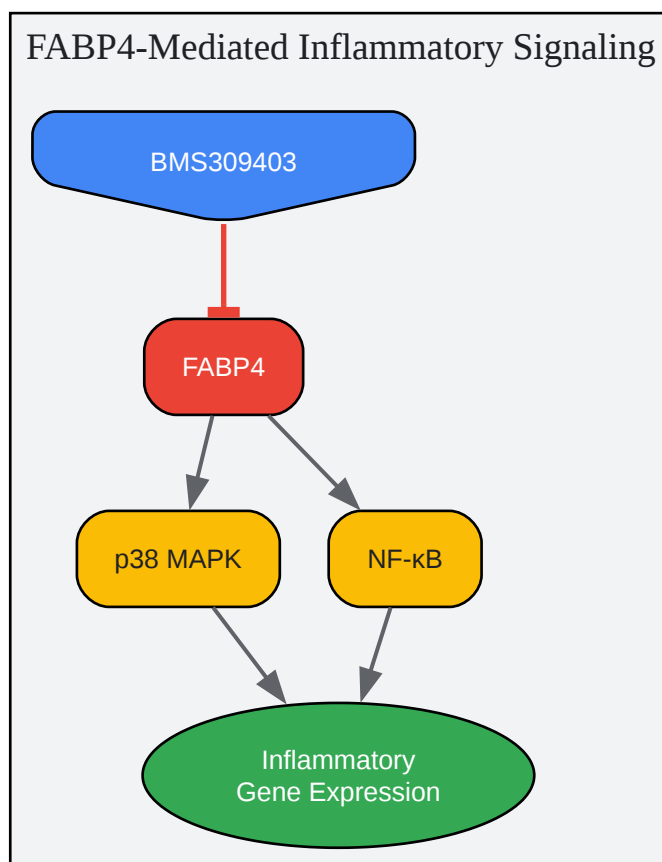 FABP4-Mediated Inflammatory Signaling
BMS309403
FABP4
p38 MAPK
NF-κB
Inflammatory
Gene Expression